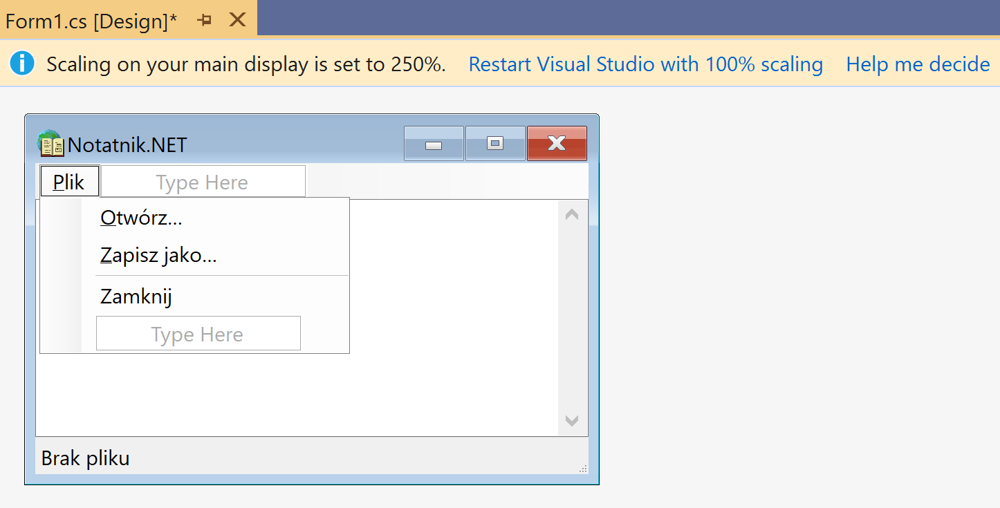 Form1.cs [Design]*
Scaling on your main display is set to 250%. Restart Visual Studio with 100% scaling Help me decide
Notatnik.NET
Plik Type Here
Otwórz...
Zapisz jako...
Zamknij
Type Here
Brak pliku